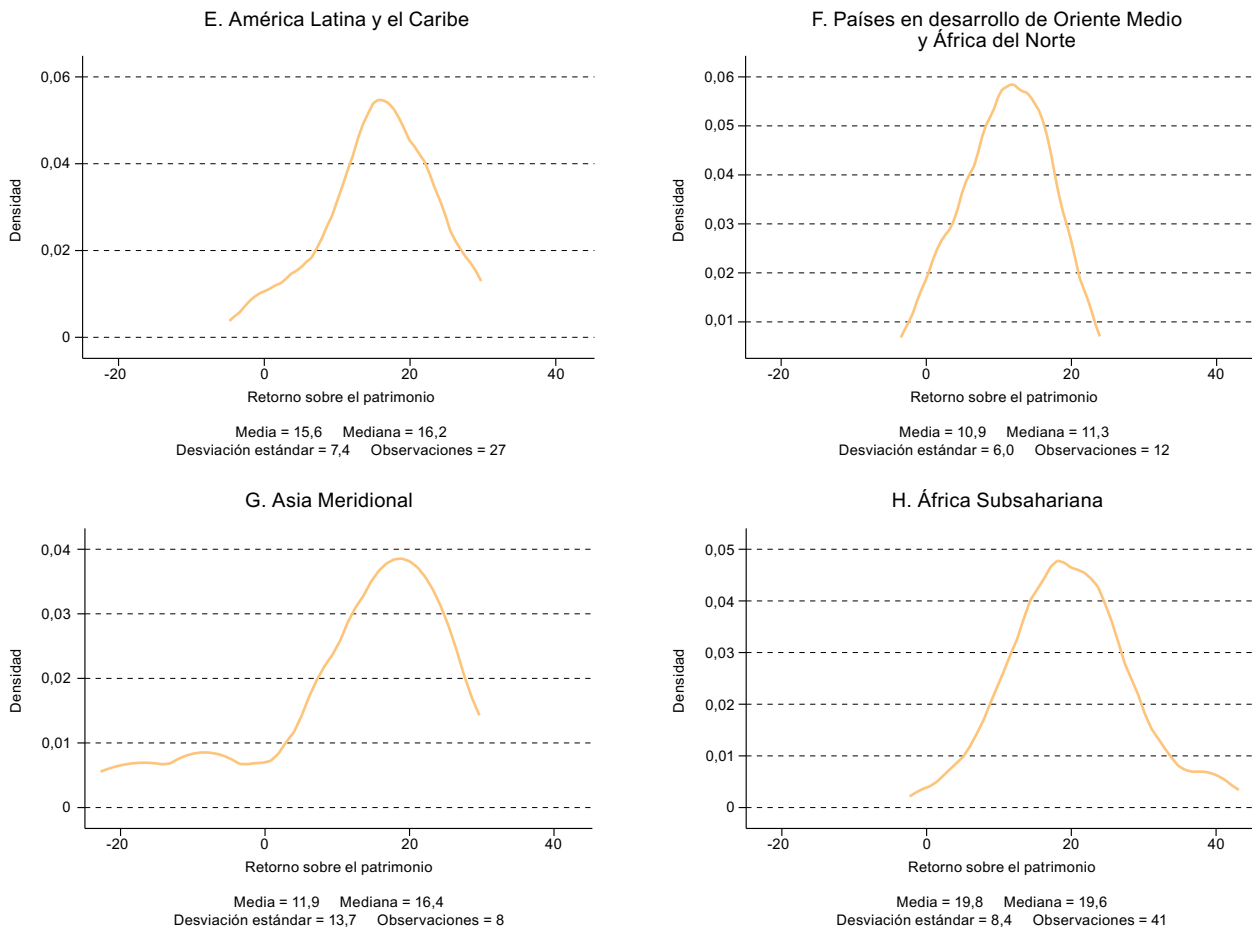 E. América Latina y el Caribe
0,06
0,04
0,02
0
Densidad
-20 0 20 40
Retorno sobre el patrimonio
Media = 15,6 Mediana = 16,2
Desviación estándar = 7,4 Observaciones = 27
F. Países en desarrollo de Oriente Medio
y África del Norte
0,06
0,05
0,04
0,03
0,02
0,01
Densidad
-20 0 20 40
Retorno sobre el patrimonio
Media = 10,9 Mediana = 11,3
Desviación estándar = 6,0 Observaciones = 12
G. Asia Meridional
0,04
0,03
0,02
0,01
0
Densidad
-20 0 20 40
Retorno sobre el patrimonio
Media = 11,9 Mediana = 16,4
Desviación estándar = 13,7 Observaciones = 8
H. África Subsahariana
0,05
0,04
0,03
0,02
0,01
0
Densidad
-20 0 20 40
Retorno sobre el patrimonio
Media = 19,8 Mediana = 19,6
Desviación estándar = 8,4 Observaciones = 41